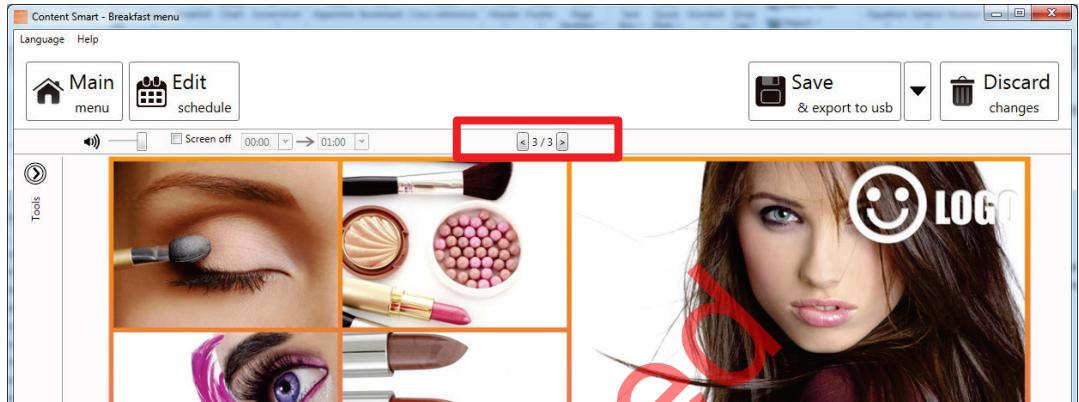 Content Smart - Breakfast menu
Language Help
Main
menu
Edit
schedule
Save
& export to usb
Discard
changes
Screen off 00:00 01:00
< 3 / 3 >
Tools
LOGO